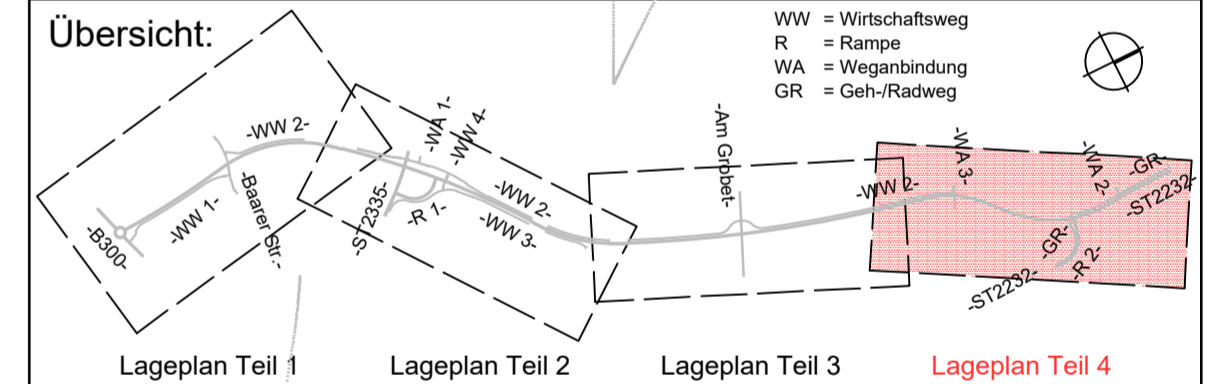 Übersicht:
WW = Wirtschaftsweg
R = Rampe
WA = Weganbindung
GR = Geh-/Radweg
-B300-
-WW 1-
-WW 2-
-Baarer Str.-
-ST2335-
-WA 1-
-WW 4-
-R 1-
-WW 2-
-WW 3-
-Am Grobet-
-WW 2-
-WA 3-
-WA 2-
-GR-
-ST2232-
-GR-
-R 2-
-ST2232-
Lageplan Teil 1
Lageplan Teil 2
Lageplan Teil 3
Lageplan Teil 4